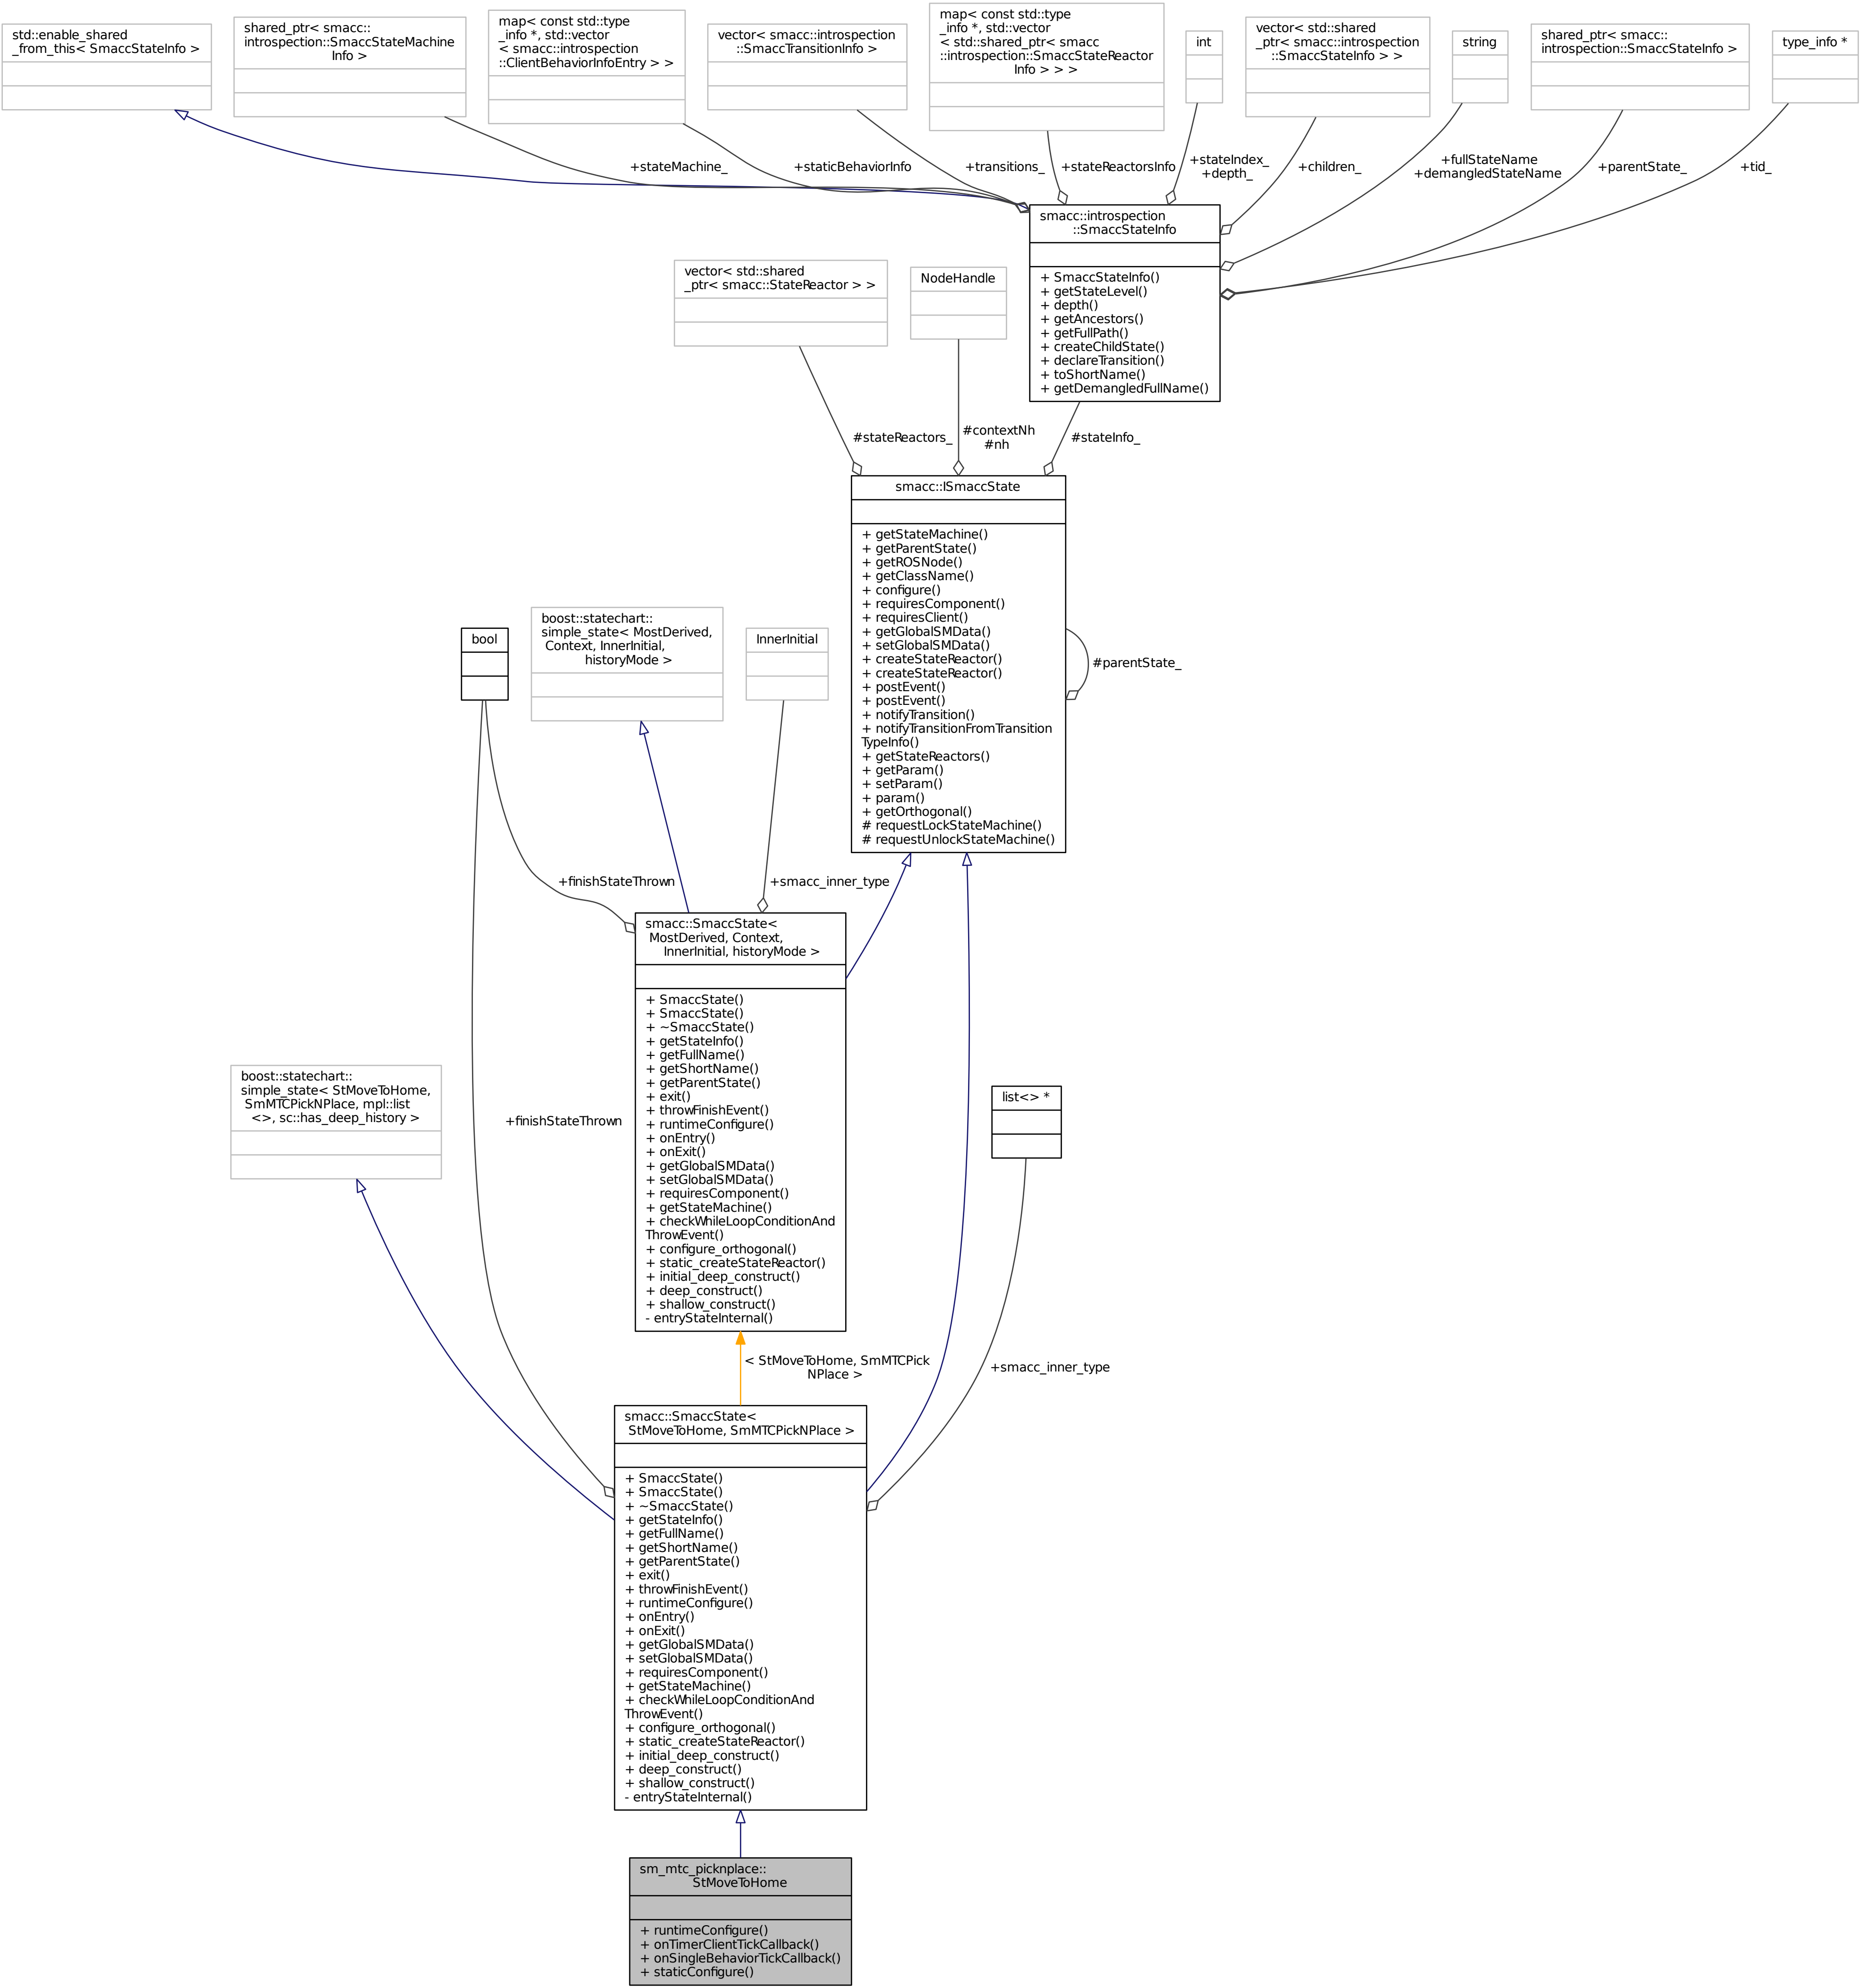 std::enable_shared
_from_this< SmaccStateInfo >
shared_ptr< smacc::
introspection::SmaccStateMachine
Info >
map< const std::type
_info *, std::vector
< smacc::introspection
::ClientBehaviorInfoEntry > >
vector< smacc::introspection
::SmaccTransitionInfo >
map< const std::type
_info *, std::vector
< std::shared_ptr< smacc
::introspection::SmaccStateReactor
Info > > >
int
vector< std::shared
_ptr< smacc::introspection
::SmaccStateInfo > >
string
shared_ptr< smacc::
introspection::SmaccStateInfo >
type_info *
+stateMachine_
+staticBehaviorInfo
+transitions_
+stateReactorsInfo
+stateIndex_
+depth_
+children_
+fullStateName
+demangledStateName
+parentState_
+tid_
smacc::introspection
::SmaccStateInfo
+ SmaccStateInfo()
+ getStateLevel()
+ depth()
+ getAncestors()
+ getFullPath()
+ createChildState()
+ declareTransition()
+ toShortName()
+ getDemangledFullName()
vector< std::shared
_ptr< smacc::StateReactor > >
NodeHandle
#stateReactors_
#contextNh
#nh
#stateInfo_
smacc::ISmaccState
+ getStateMachine()
+ getParentState()
+ getROSNode()
+ getClassName()
+ configure()
+ requiresComponent()
+ requiresClient()
+ getGlobalSMData()
+ setGlobalSMData()
+ createStateReactor()
+ createStateReactor()
+ postEvent()
+ postEvent()
+ notifyTransition()
+ notifyTransitionFromTransition
TypeInfo()
+ getStateReactors()
+ getParam()
+ setParam()
+ param()
+ getOrthogonal()
# requestLockStateMachine()
# requestUnlockStateMachine()
#parentState_
bool
boost::statechart::
simple_state< MostDerived,
Context, InnerInitial,
historyMode >
InnerInitial
+finishStateThrown
+smacc_inner_type
smacc::SmaccState<
MostDerived, Context,
InnerInitial, historyMode >
+ SmaccState()
+ SmaccState()
+ ~SmaccState()
+ getStateInfo()
+ getFullName()
+ getShortName()
+ getParentState()
+ exit()
+ throwFinishEvent()
+ runtimeConfigure()
+ onEntry()
+ onExit()
+ getGlobalSMData()
+ setGlobalSMData()
+ requiresComponent()
+ getStateMachine()
+ checkWhileLoopConditionAnd
ThrowEvent()
+ configure_orthogonal()
+ static_createStateReactor()
+ initial_deep_construct()
+ deep_construct()
+ shallow_construct()
- entryStateInternal()
boost::statechart::
simple_state< StMoveToHome,
SmMTCPickNPlace, mpl::list
<>, sc::has_deep_history >
+finishStateThrown
list<> *
< StMoveToHome, SmMTCPick
NPlace >
+smacc_inner_type
smacc::SmaccState<
StMoveToHome, SmMTCPickNPlace >
+ SmaccState()
+ SmaccState()
+ ~SmaccState()
+ getStateInfo()
+ getFullName()
+ getShortName()
+ getParentState()
+ exit()
+ throwFinishEvent()
+ runtimeConfigure()
+ onEntry()
+ onExit()
+ getGlobalSMData()
+ setGlobalSMData()
+ requiresComponent()
+ getStateMachine()
+ checkWhileLoopConditionAnd
ThrowEvent()
+ configure_orthogonal()
+ static_createStateReactor()
+ initial_deep_construct()
+ deep_construct()
+ shallow_construct()
- entryStateInternal()
sm_mtc_picknplace::
StMoveToHome
+ runtimeConfigure()
+ onTimerClientTickCallback()
+ onSingleBehaviorTickCallback()
+ staticConfigure()